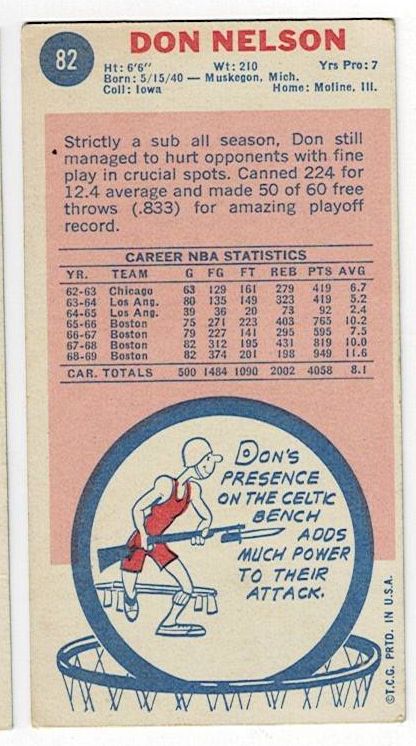 82
DON NELSON
Ht: 6'6" Wt: 210 Yrs Pro: 7
Born: 5/15/40 — Muskegon, Mich.
Coll: Iowa Home: Moline, Ill.
Strictly a sub all season, Don still
managed to hurt opponents with fine
play in crucial spots. Canned 224 for
12.4 average and made 50 of 60 free
throws (.833) for amazing playoff
record.
CAREER NBA STATISTICS
YR. TEAM G FG FT REB PTS AVG
62-63 Chicago 63 129 161 279 419 6.7
63-64 Los Ang. 80 135 149 323 419 5.2
64-65 Los Ang. 39 36 20 73 92 2.4
65-66 Boston 75 271 223 403 765 10.2
66-67 Boston 79 227 141 295 595 7.5
67-68 Boston 82 312 195 431 819 10.0
68-69 Boston 82 374 201 198 949 11.6
CAR. TOTALS 500 1484 1090 2002 4058 8.1
DON'S
PRESENCE
ON THE CELTIC
BENCH
ADDS
MUCH POWER
TO THEIR
ATTACK.
©T.C.G. PRTD. IN U.S.A.